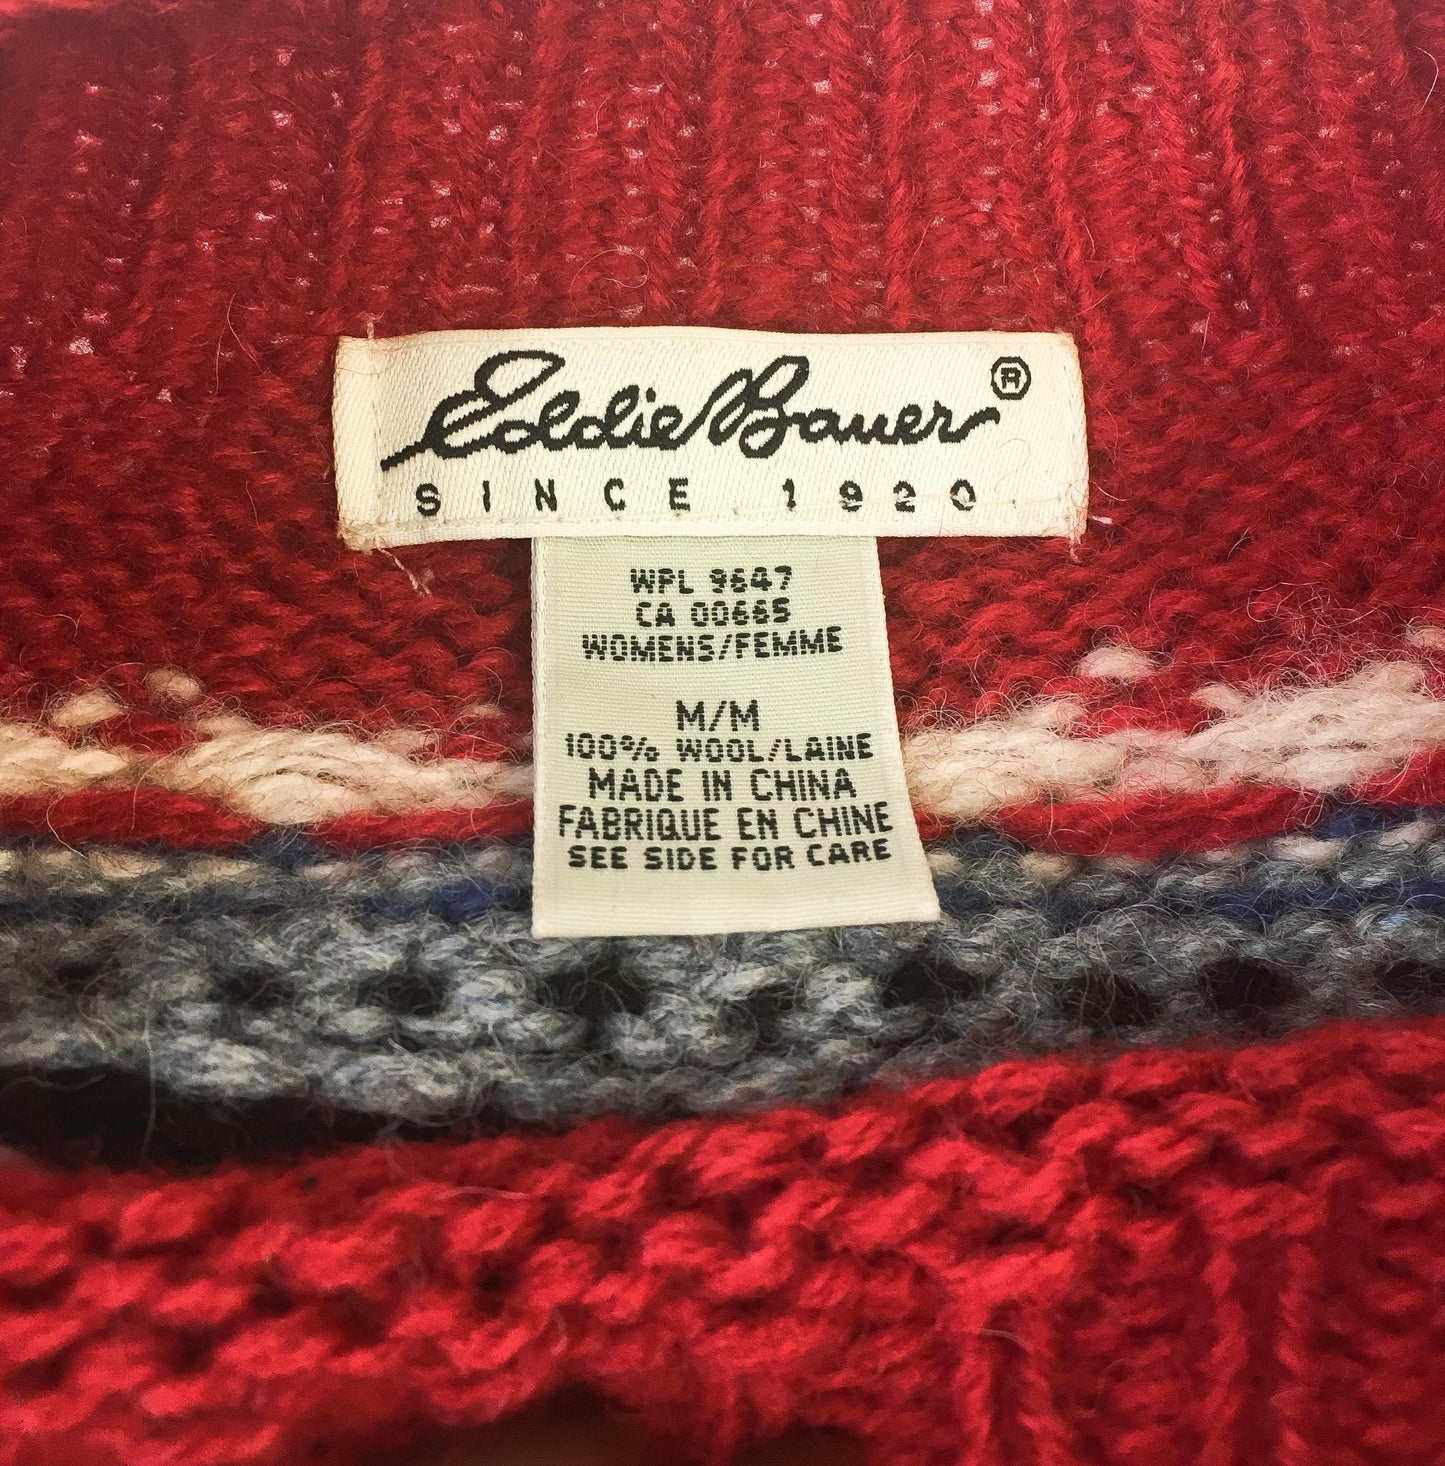 Eddie Bauer ®
SINCE 1920
WPL 9647
CA 00665
WOMENS/FEMME
M/M
100% WOOL/LAINE
MADE IN CHINA
FABRIQUE EN CHINE
SEE SIDE FOR CARE